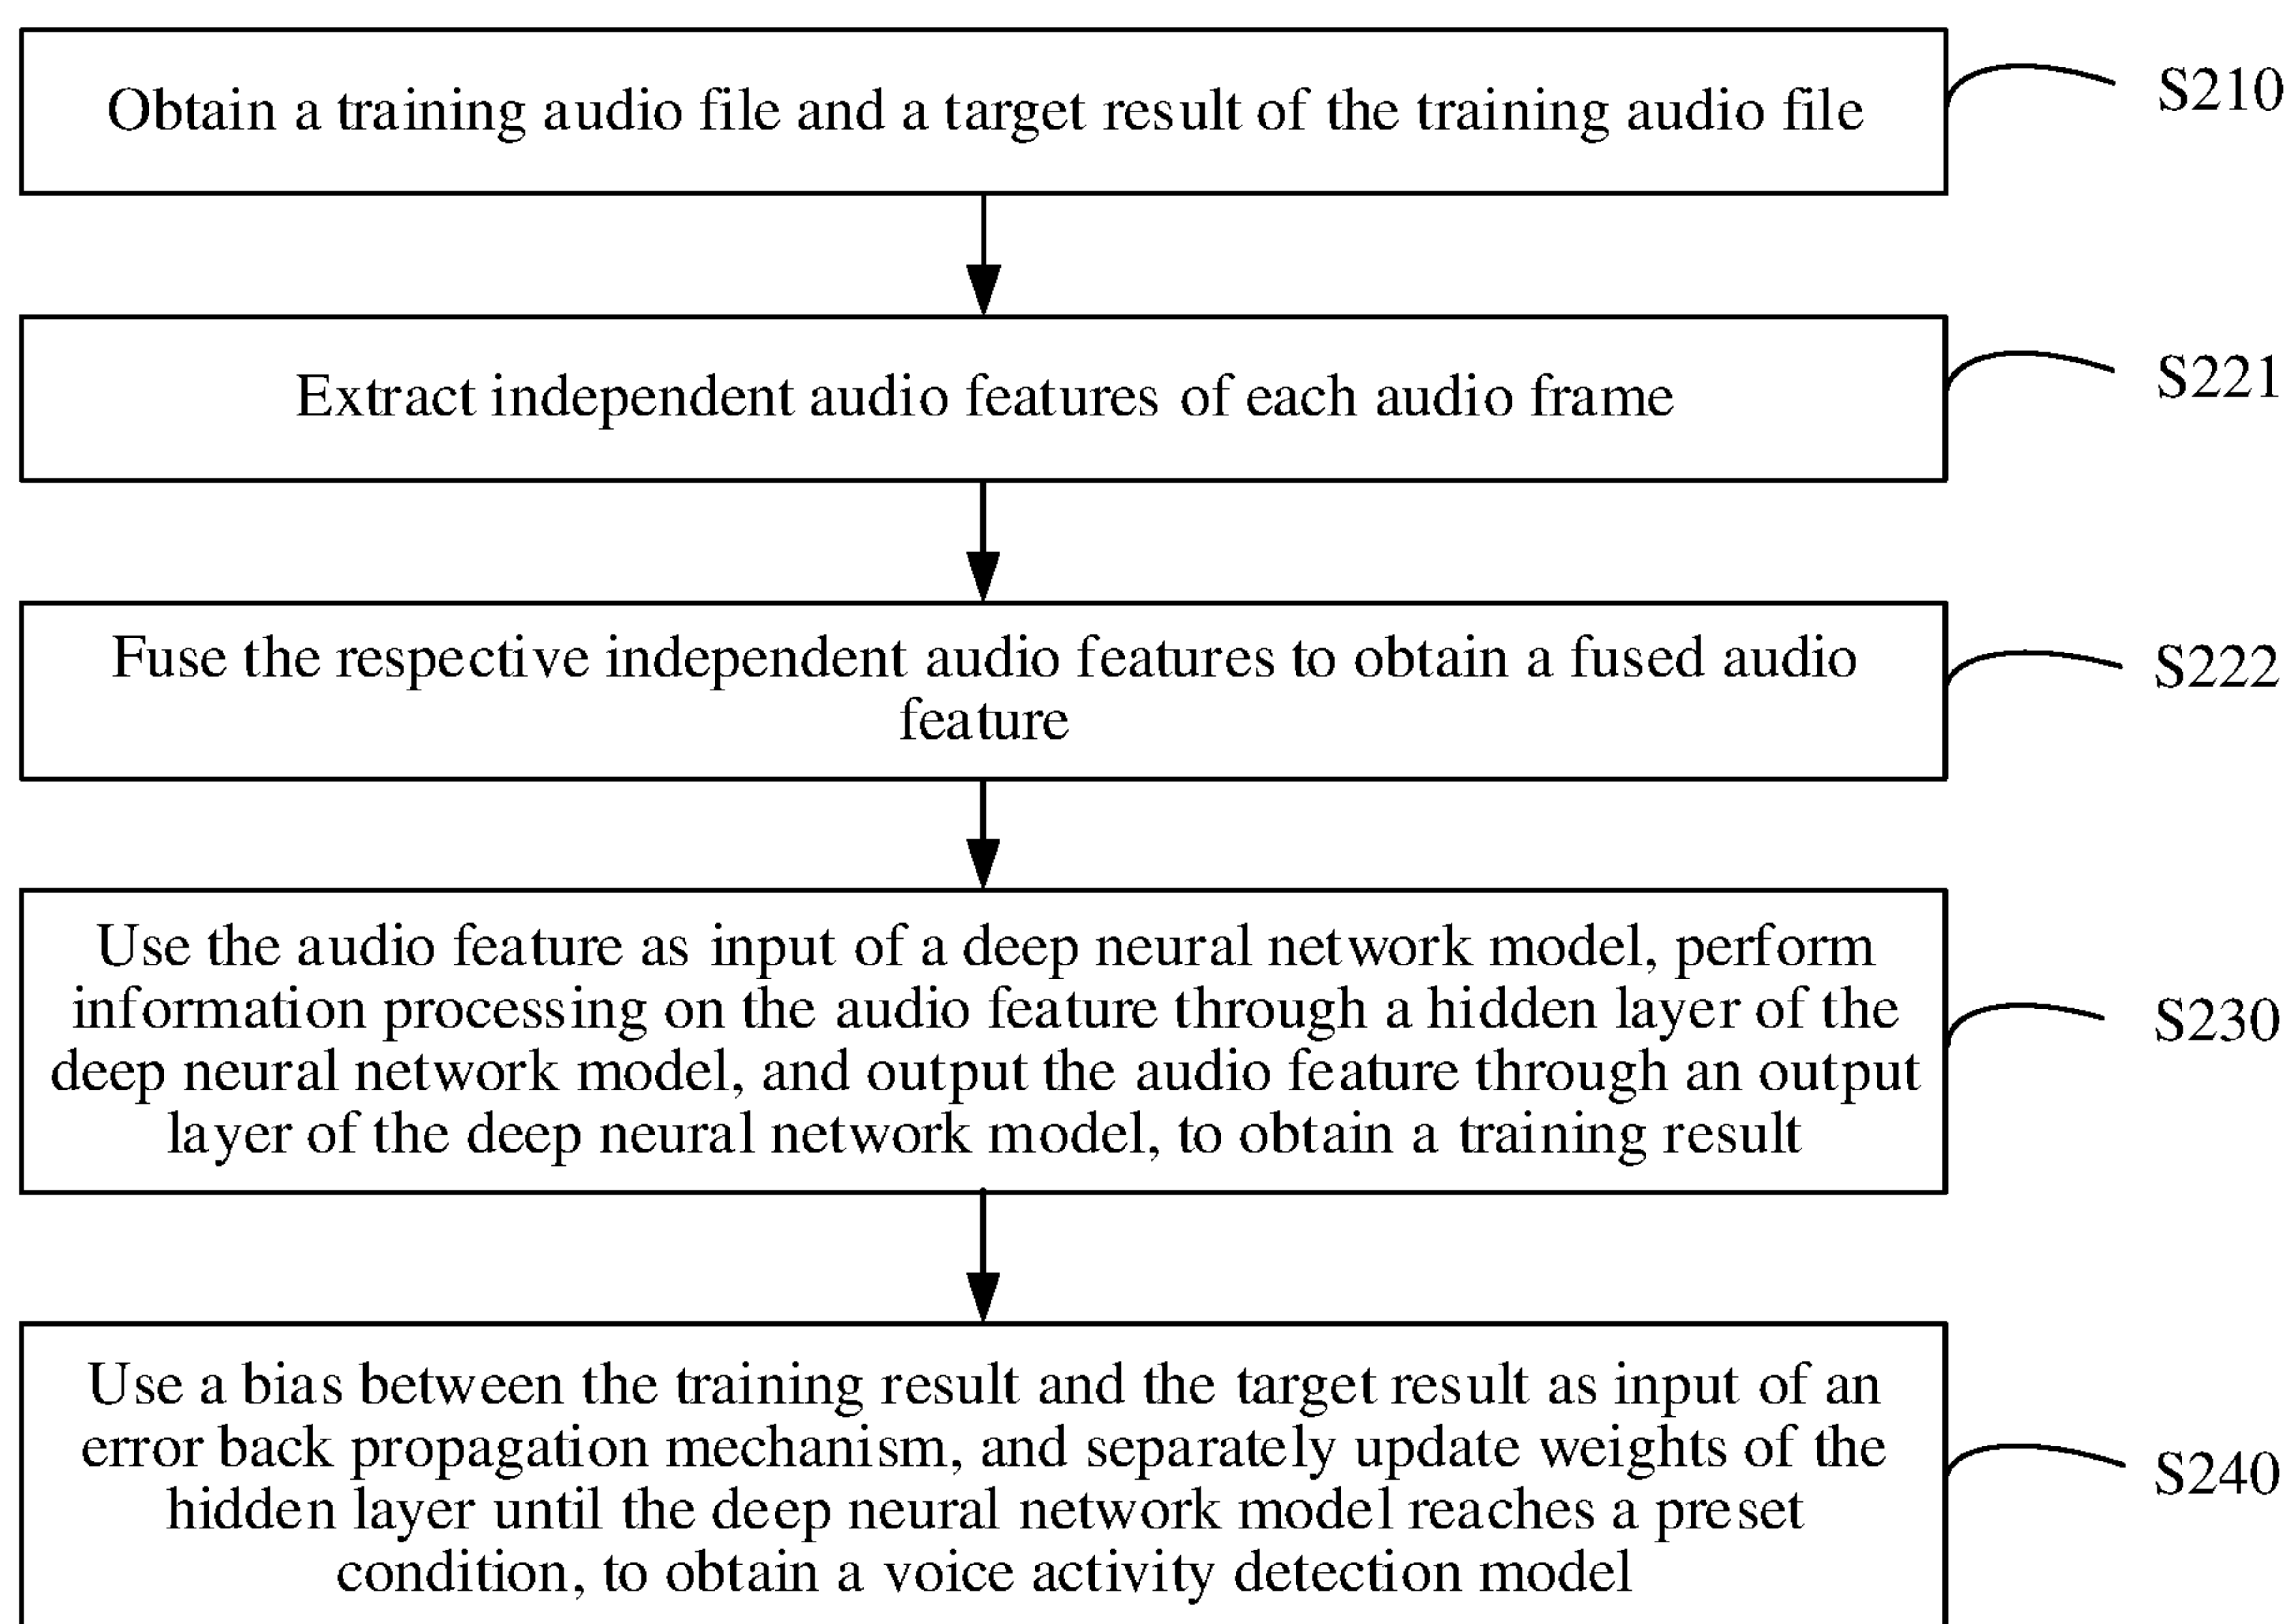 Obtain a training audio file and a target result of the training audio file
S210
Extract independent audio features of each audio frame
S221
Fuse the respective independent audio features to obtain a fused audio
feature
S222
Use the audio feature as input of a deep neural network model, perform
information processing on the audio feature through a hidden layer of the
deep neural network model, and output the audio feature through an output
layer of the deep neural network model, to obtain a training result
S230
Use a bias between the training result and the target result as input of an
error back propagation mechanism, and separately update weights of the
hidden layer until the deep neural network model reaches a preset
condition, to obtain a voice activity detection model
S240